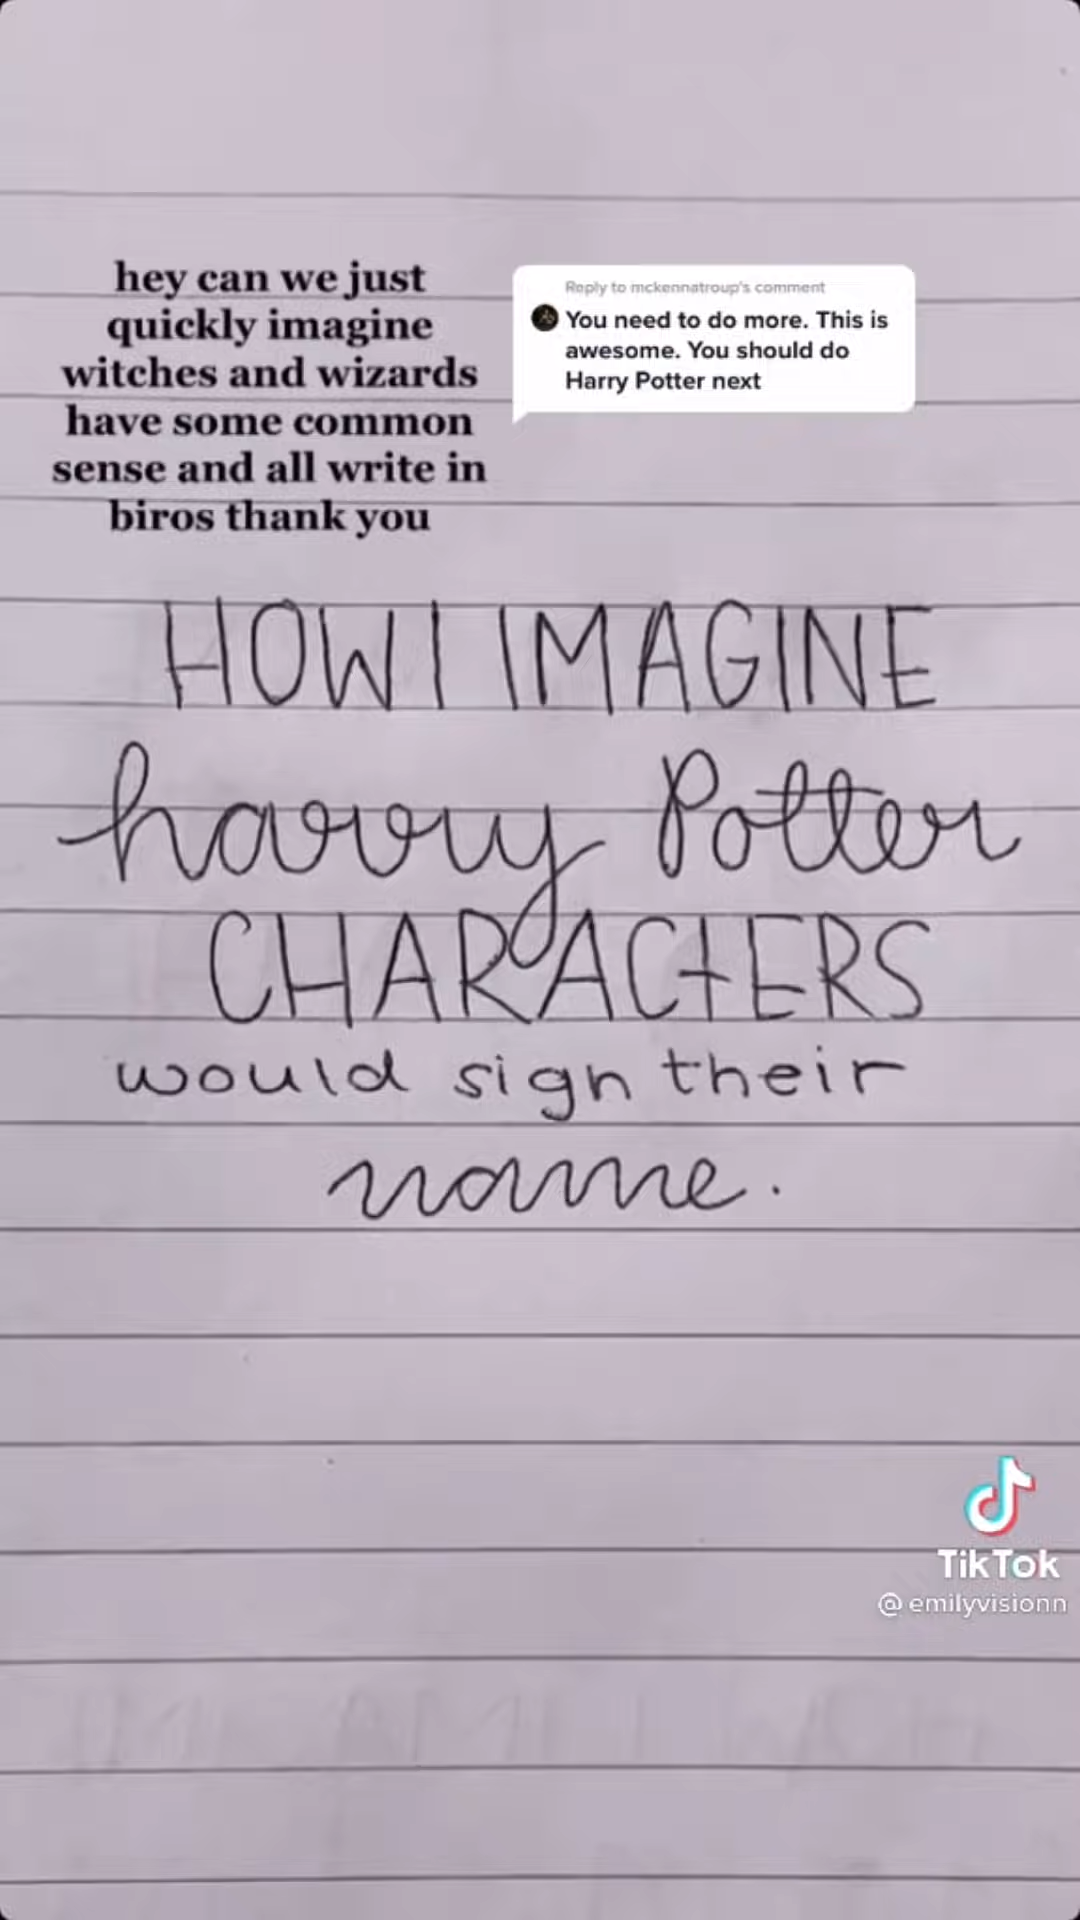 hey can we just
quickly imagine
witches and wizards
have some common
sense and all write in
biros thank you
Reply to mckennatroup's comment
You need to do more. This is
awesome. You should do
Harry Potter next
HOW I IMAGINE
harry Potter
CHARACtERS
would sign their
name.
TikTok
@emilyvisionn